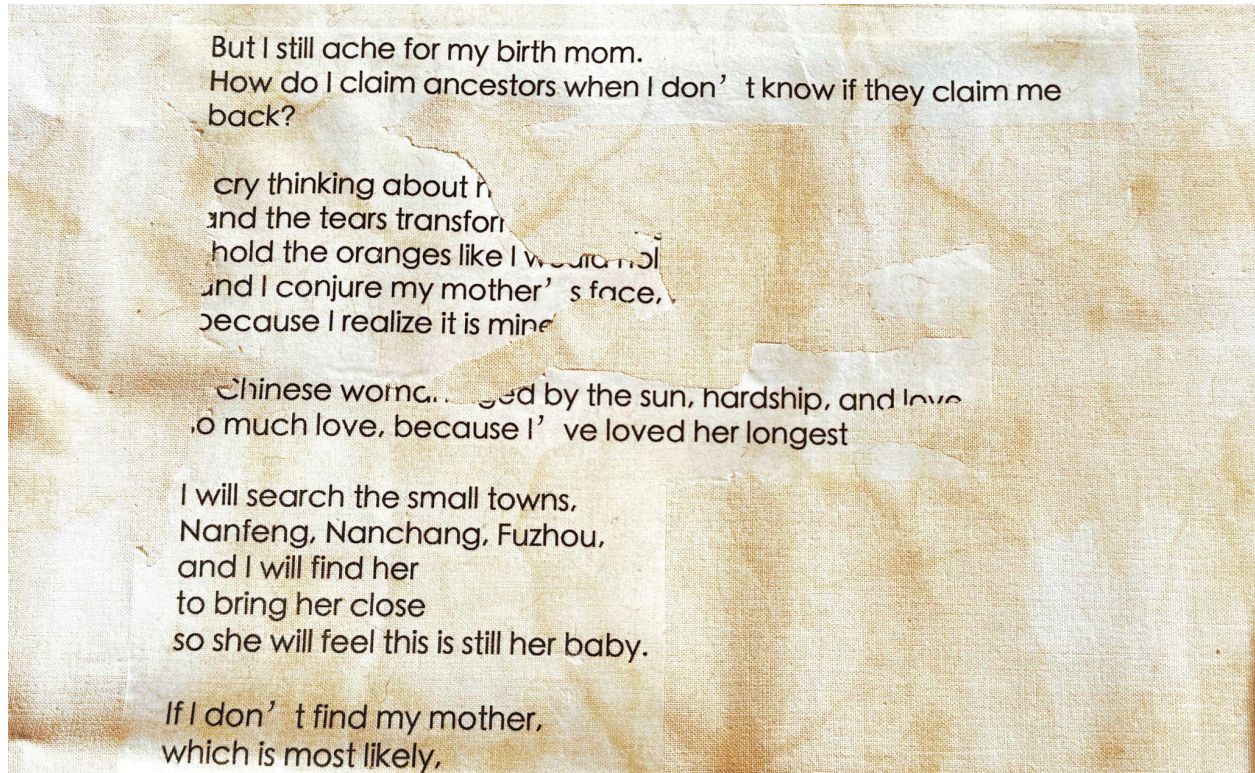 But I still ache for my birth mom.
How do I claim ancestors when I don't know if they claim me
back?
cry thinking about
and the tears
hold the oranges like I
and I conjure my mother's face,
because I realize it is mine
Chinese by the sun, hardship, and love
so much love, because I've loved her longest
I will search the small towns,
Nanfeng, Nanchang, Fuzhou,
and I will find her
to bring her close
so she will feel this is still her baby.
If I don't find my mother,
which is most likely,